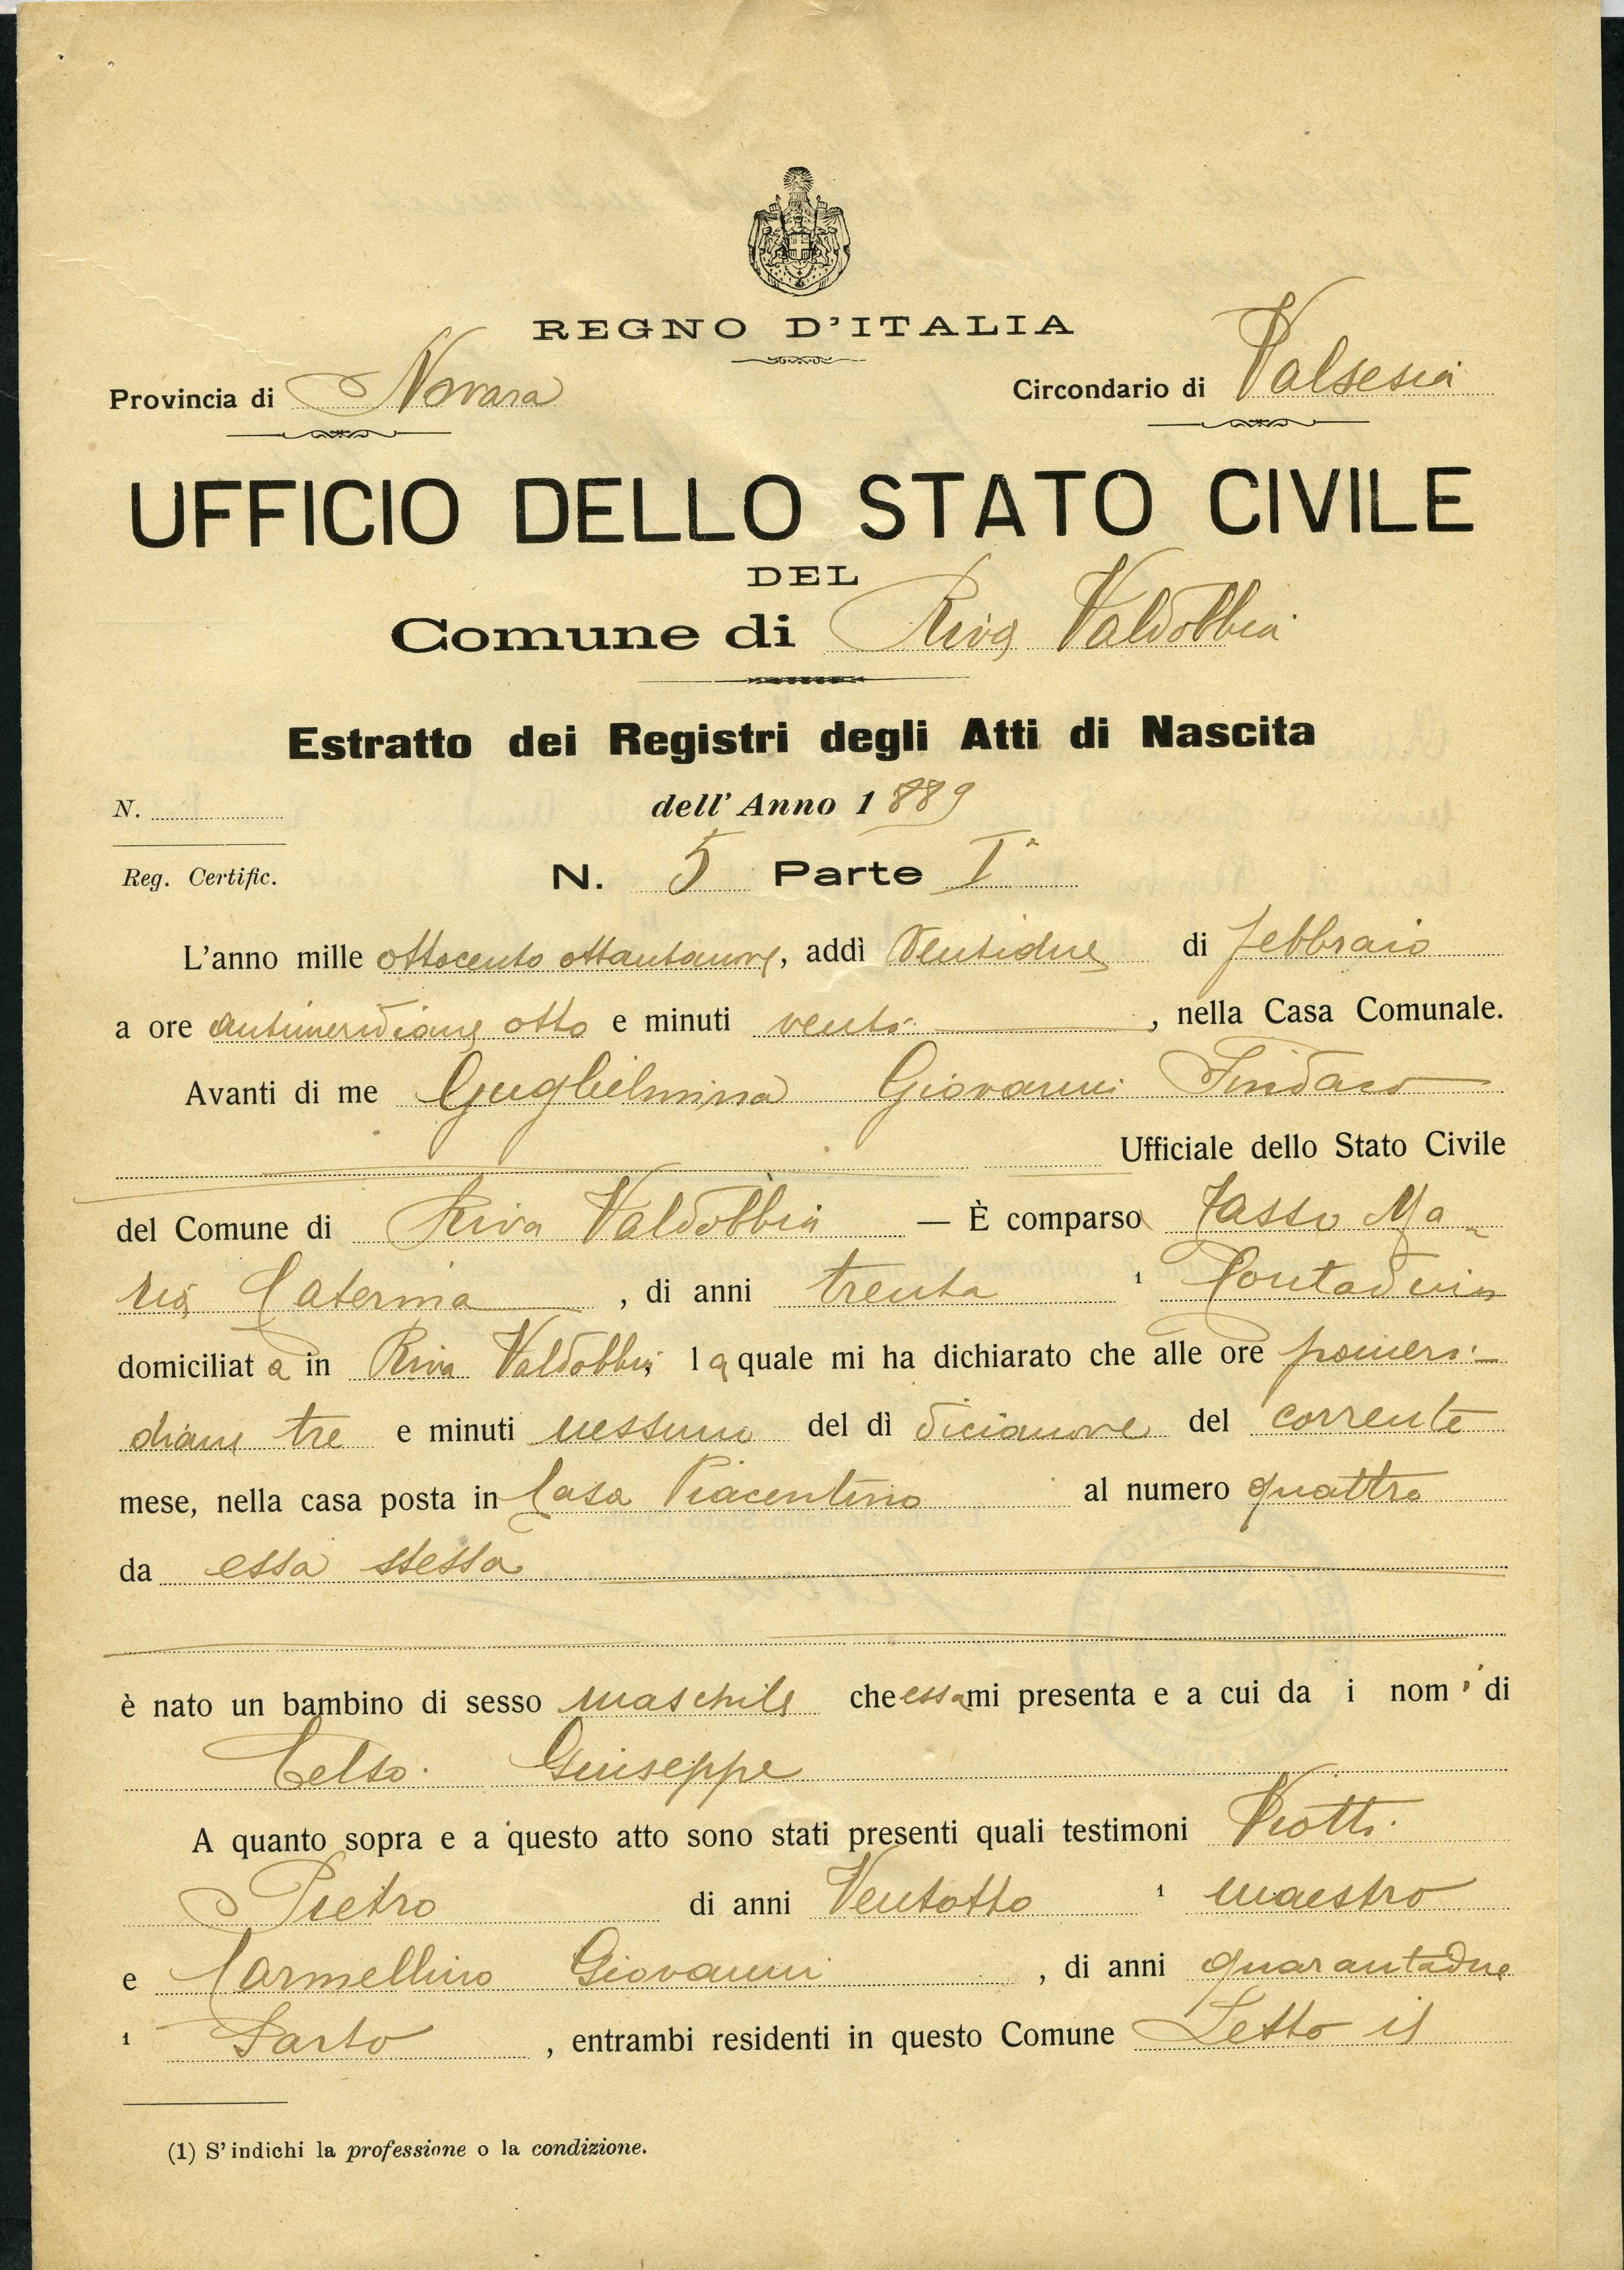 REGNO D'ITALIA
Provincia di Novara Circondario di Valsesia
UFFICIO DELLO STATO CIVILE
DEL
Comune di Riva Valdobbia
Estratto dei Registri degli Atti di Nascita
N. dell' Anno 1889
Reg. Certific. N. 5 Parte Iª
L'anno mille ottocento ottantanove, addì Ventidue di febbraio
a ore antimeridiane otto e minuti venti, nella Casa Comunale.
Avanti di me Guglielmina Giovanni Sindaco
Ufficiale dello Stato Civile
del Comune di Riva Valdobbia — È comparsa Tasso Ma-
ria Caterina, di anni trenta 1 Contadina
domiciliata in Riva Valdobbia la quale mi ha dichiarato che alle ore pomeri-
diane tre e minuti nessuno del dì dicianove del corrente
mese, nella casa posta in Casa Piacentino al numero quattro
da essa stessa
è nato un bambino di sesso maschile che essa mi presenta e a cui da i nomi di
Celso Giuseppe
A quanto sopra e a questo atto sono stati presenti quali testimoni Viotti
Pietro di anni Ventotto 1 maestro
e Carmellino Giovanni, di anni quarantadue
1 Sarto, entrambi residenti in questo Comune Letto il
(1) S'indichi la professione o la condizione.